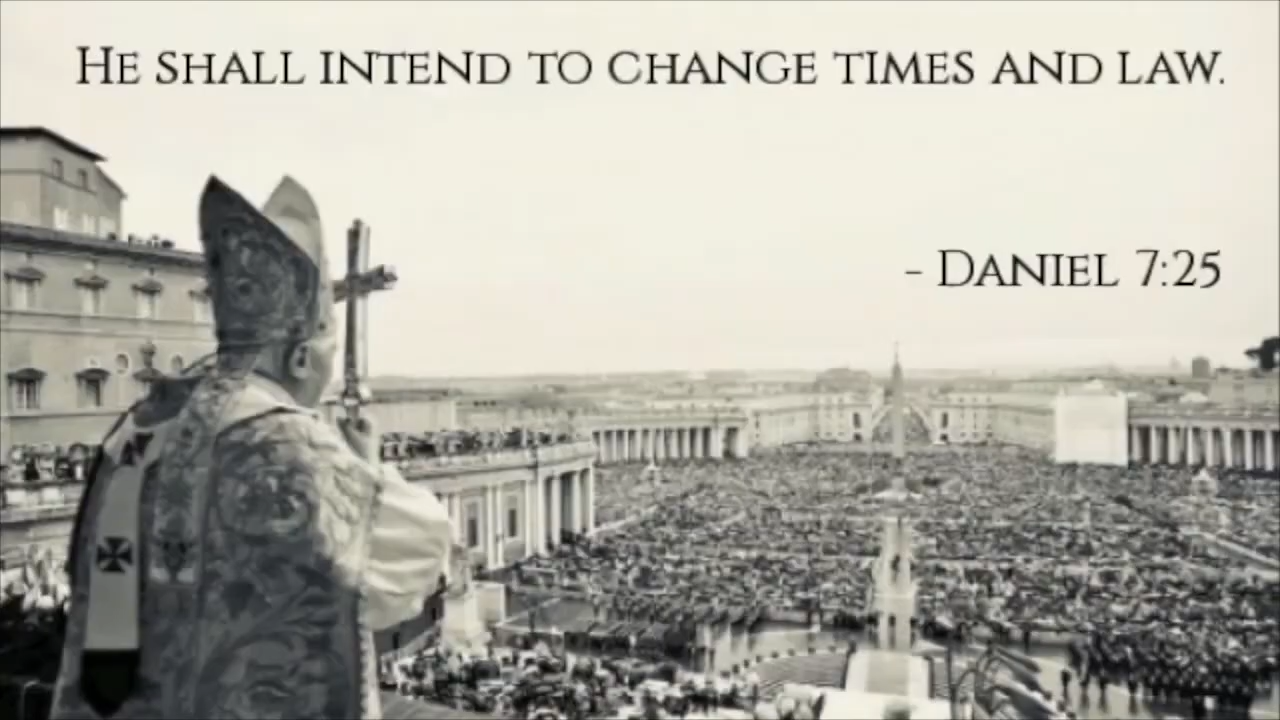 He shall intend to change times and law.
- Daniel 7:25